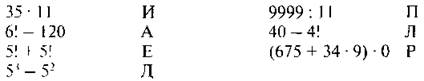 35 · 11 И 9999 : 11 П
6! – 120 А 40 – 4! Л
5! + 5! Е (675 + 34 · 9) · 0 Р
5³ – 5² Д